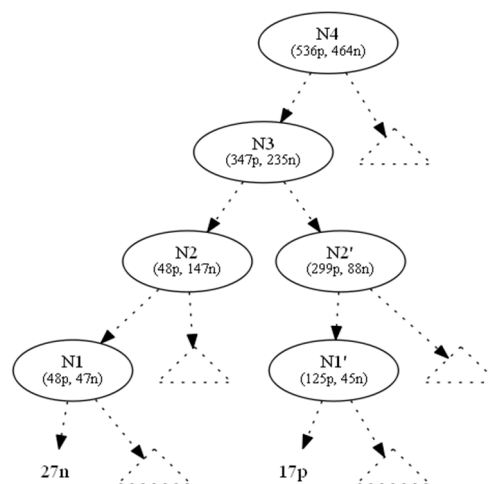 N4
(536p, 464n)
N3
(347p, 235n)
N2
(48p, 147n)
N2'
(299p, 88n)
N1
(48p, 47n)
N1'
(125p, 45n)
27n
17p